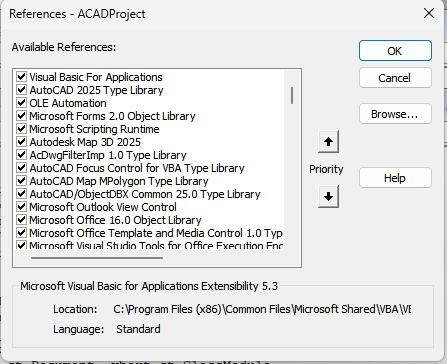 References - ACADProject
Available References:
Visual Basic For Applications
AutoCAD 2025 Type Library
OLE Automation
Microsoft Forms 2.0 Object Library
Microsoft Scripting Runtime
Autodesk Map 3D 2025
AcDwgFilterImp 1.0 Type Library
AutoCAD Focus Control for VBA Type Library
AutoCAD Map MPolygon Type Library
AutoCAD/ObjectDBX Common 25.0 Type Library
Microsoft Outlook View Control
Microsoft Office 16.0 Object Library
Microsoft Office Template and Media Control 1.0 Type
Microsoft Visual Studio Tools for Office Execution Eng
OK
Cancel
Browse...
Priority
Help
Microsoft Visual Basic for Applications Extensibility 5.3
Location: C:\Program Files (x86)\Common Files\Microsoft Shared\VBA\VE
Language: Standard